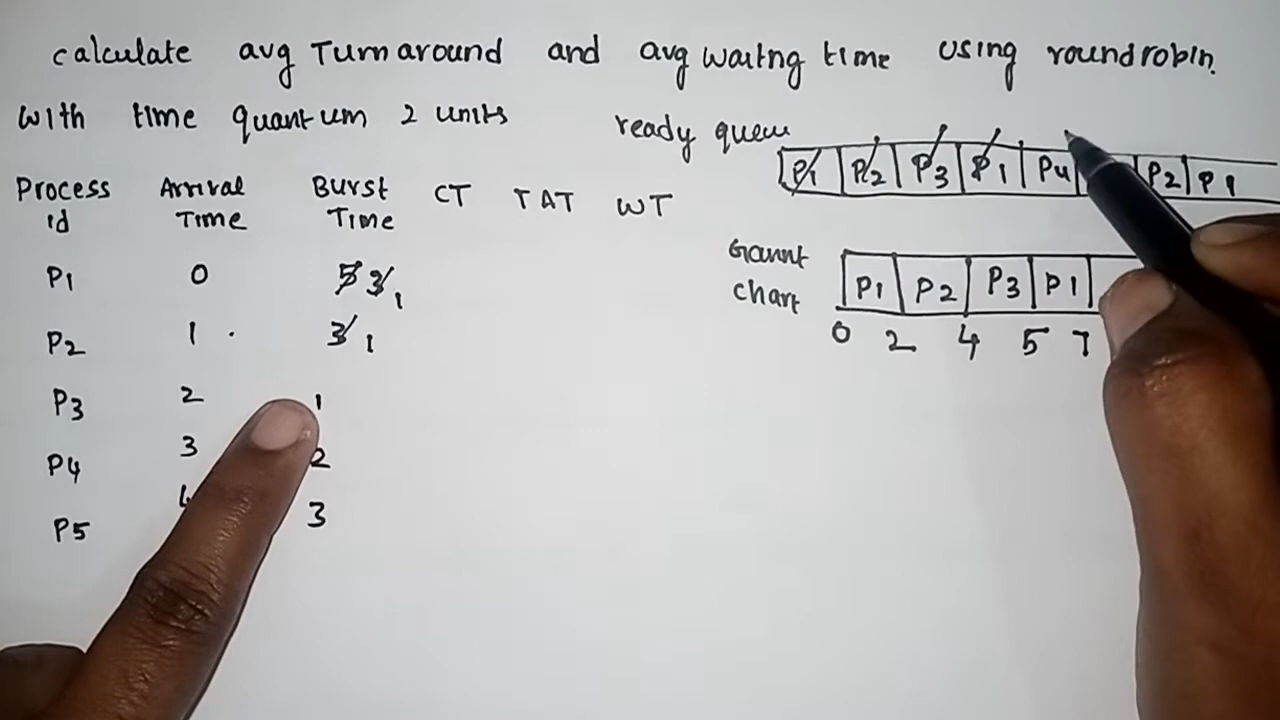 calculate avg Turnaround and avg waitng time using roundrobin.
with time quantum 2 units
ready queue
P1 P2 P3 P1 P4 P2 P1
Process id Arrival Time Burst Time CT TAT WT
Gannt chart
P1 P2 P3 P1
0 2 4 5 7
P1 0 5 3 1
P2 1 3 1
P3 2 1
P4 3 2
P5 4 3